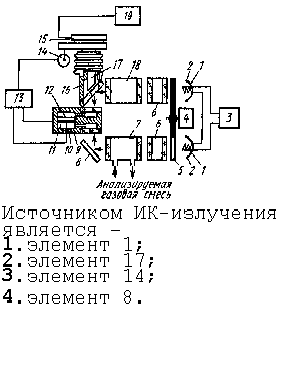 19
15
14
17
16
18
2
1
12
6
13
4
3
7
6
11 10 9
8
5
2 1
Анализируемая
газовая смесь
Источником ИК-излучения
является -
1.элемент 1;
2.элемент 17;
3.элемент 14;
4.элемент 8.